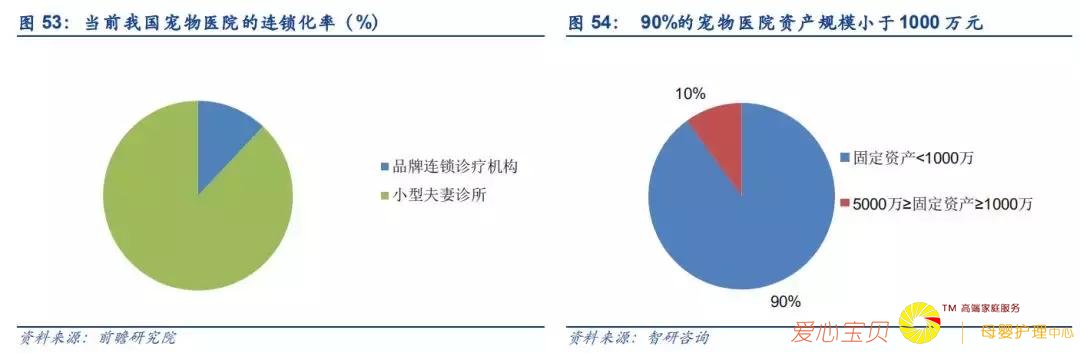 图 53：当前我国宠物医院的连锁化率（%）
品牌连锁诊疗机构
小型夫妻诊所
资料来源：前瞻研究院
图 54： 90%的宠物医院资产规模小于 1000 万元
10%
固定资产<1000万
5000万≥固定资产≥1000万
90%
资料来源：智研咨询
爱心宝贝
TM 高端家庭服务
母婴护理中心